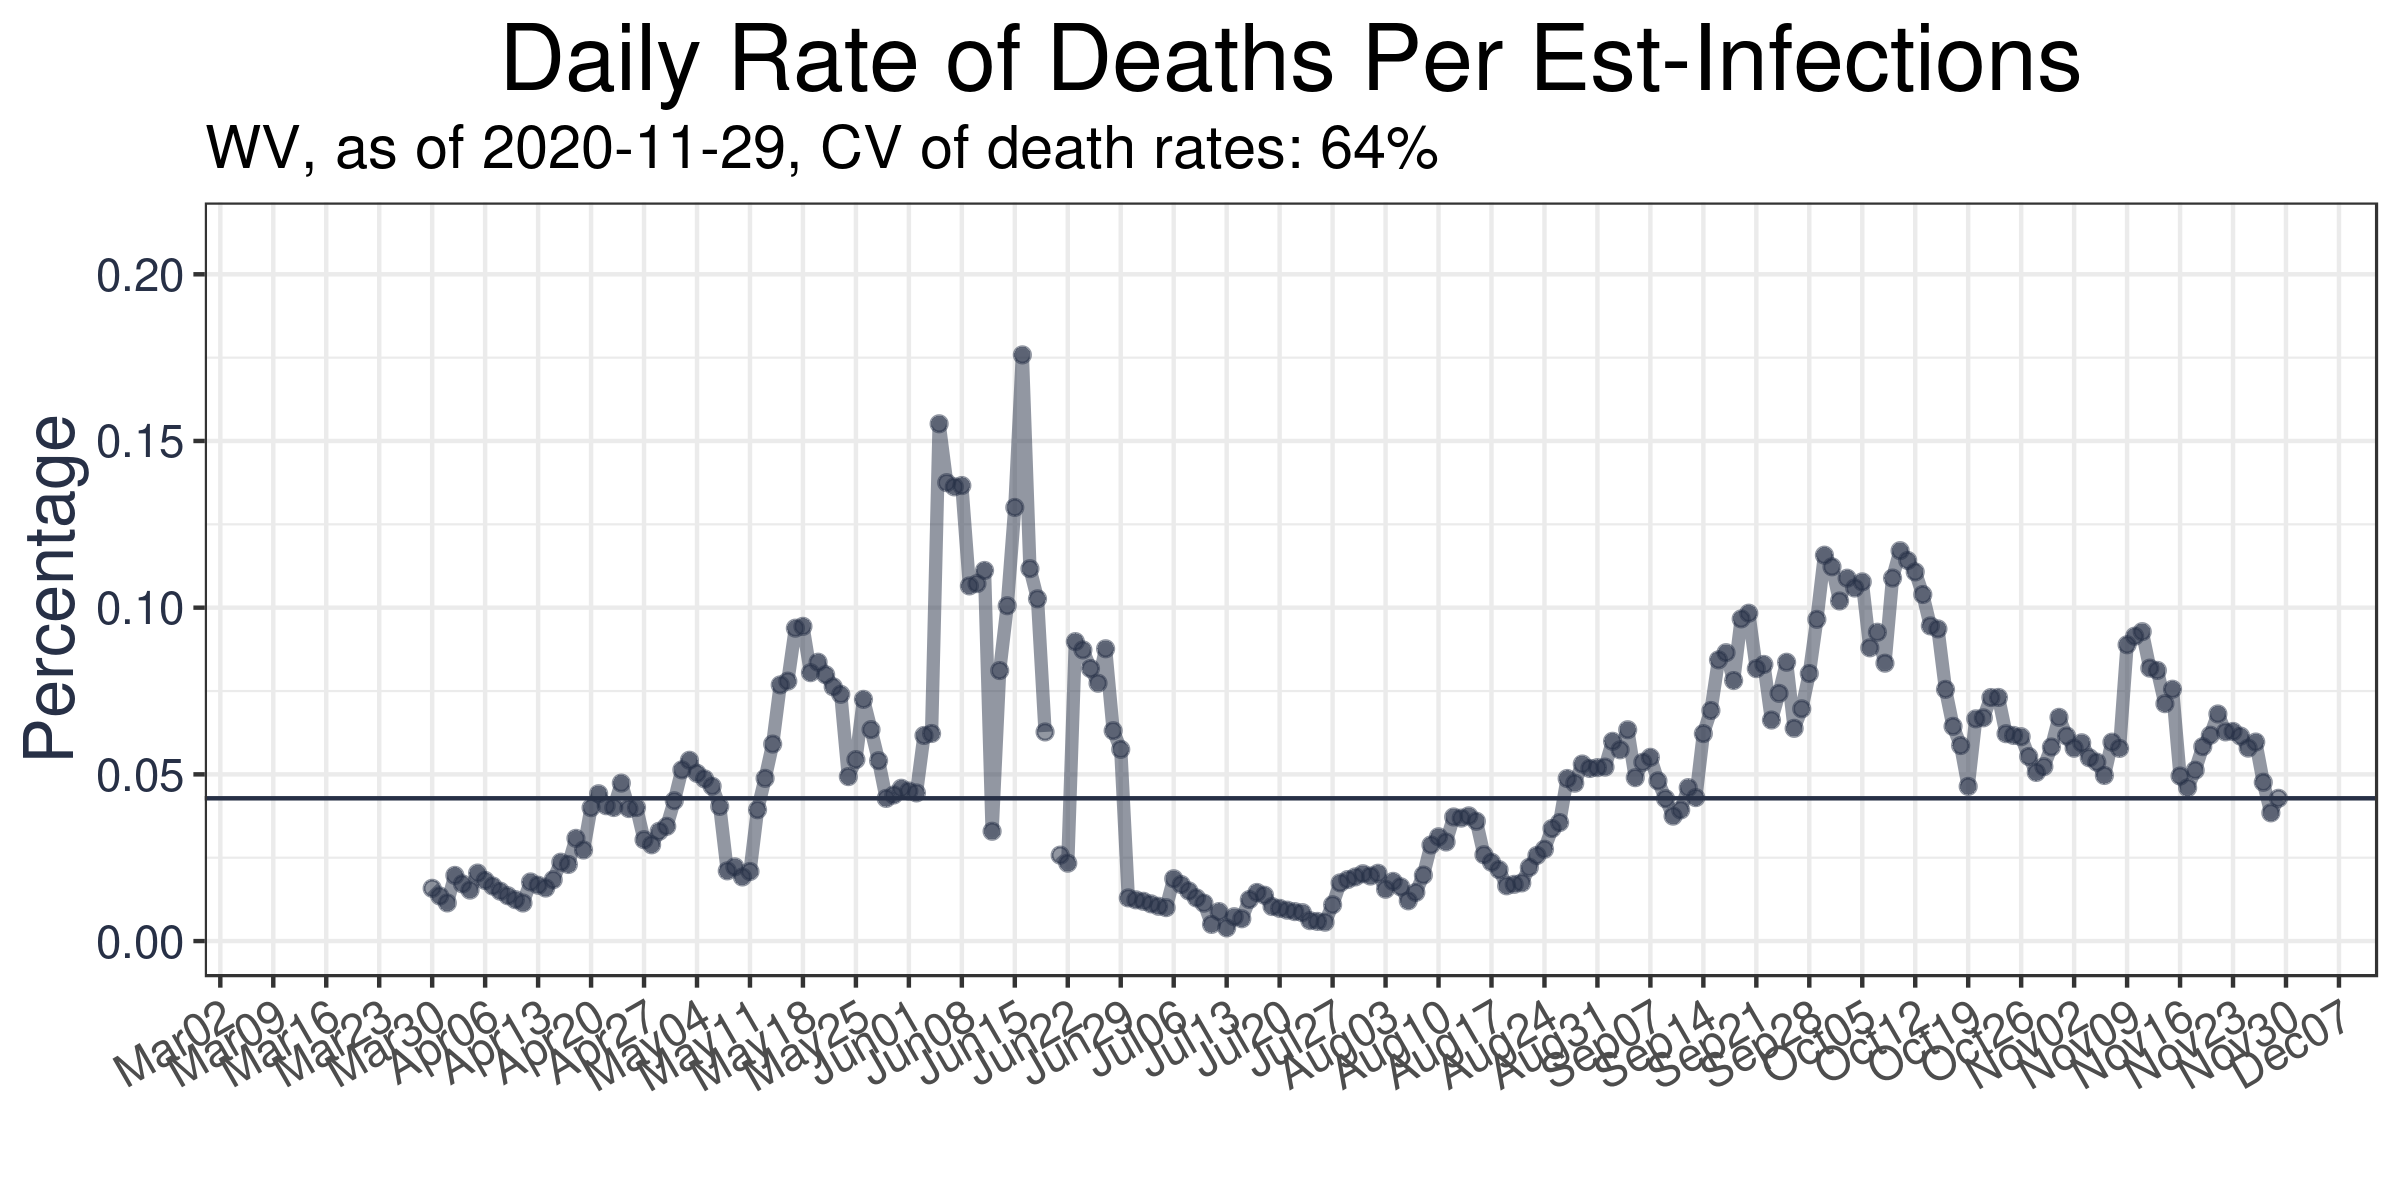 Daily Rate of Deaths Per Est-Infections
WV, as of 2020-11-29, CV of death rates: 64%
Percentage
0.20
0.15
0.10
0.05
0.00
Mar02
Mar09
Mar16
Mar23
Mar30
Apr06
Apr13
Apr20
Apr27
May04
May11
May18
May25
Jun01
Jun08
Jun15
Jun22
Jun29
Jul06
Jul13
Jul20
Jul27
Aug03
Aug10
Aug17
Aug24
Aug31
Sep07
Sep14
Sep21
Sep28
Oct05
Oct12
Oct19
Oct26
Nov02
Nov09
Nov16
Nov23
Nov30
Dec07